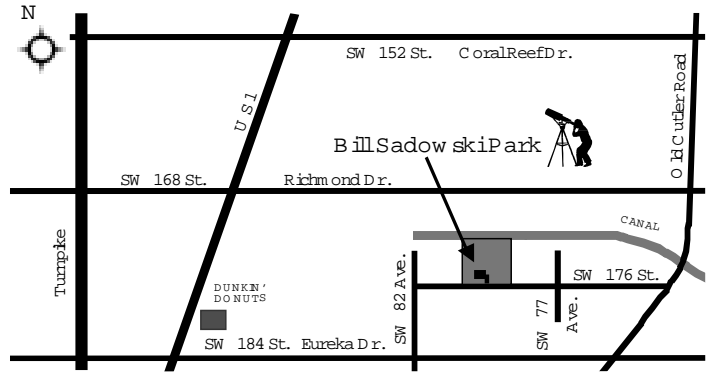 N
SW 152 St. Coral Reef Dr.
US 1
Old Cutler Road
Bill Sadowski Park
SW 168 St. Richmond Dr.
CANAL
Turnpike
SW 82 Ave.
SW 176 St.
DUNKIN'
DONUTS
SW 77
Ave.
SW 184 St. Eureka Dr.